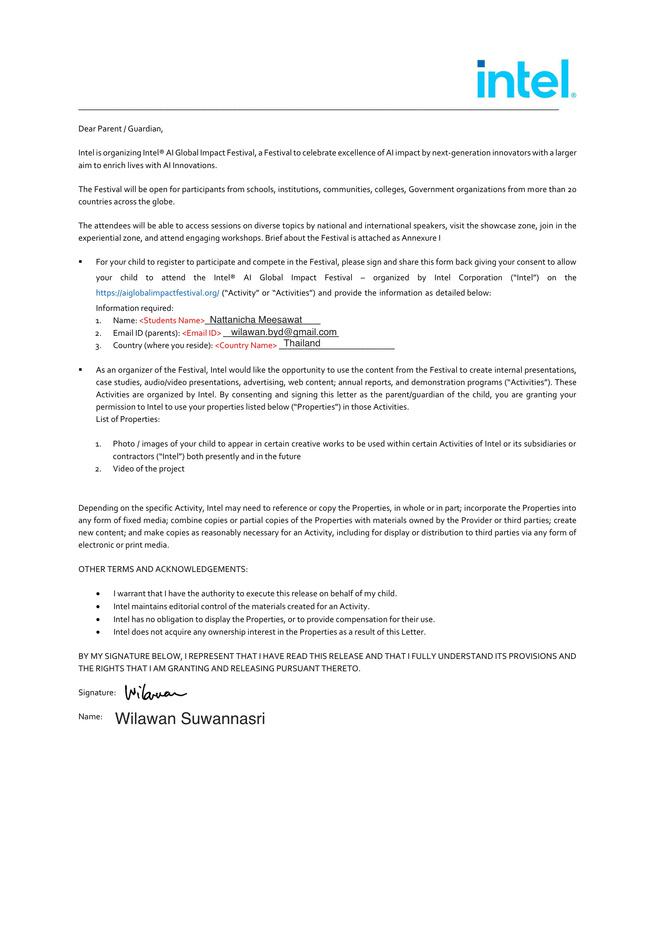 intel®
Dear Parent / Guardian,
Intel is organizing Intel® AI Global Impact Festival, a Festival to celebrate excellence of AI impact by next-generation innovators with a larger
aim to enrich lives with AI Innovations.
The Festival will be open for participants from schools, institutions, communities, colleges, Government organizations from more than 20
countries across the globe.
The attendees will be able to access sessions on diverse topics by national and international speakers, visit the showcase zone, join in the
experiential zone, and attend engaging workshops. Brief about the Festival is attached as Annexure I
▪ For your child to register to participate and compete in the Festival, please sign and share this form back giving your consent to allow
your child to attend the Intel® AI Global Impact Festival – organized by Intel Corporation ("Intel") on the
https://aiglobalimpactfestival.org/ ("Activity" or "Activities") and provide the information as detailed below:
Information required:
1. Name: <Students Name> Nattanicha Meesawat
2. Email ID (parents): <Email ID> wilawan.byd@gmail.com
3. Country (where you reside): <Country Name> Thailand
▪ As an organizer of the Festival, Intel would like the opportunity to use the content from the Festival to create internal presentations,
case studies, audio/video presentations, advertising, web content; annual reports, and demonstration programs ("Activities"). These
Activities are organized by Intel. By consenting and signing this letter as the parent/guardian of the child, you are granting your
permission to Intel to use your properties listed below ("Properties") in those Activities.
List of Properties:
1. Photo / images of your child to appear in certain creative works to be used within certain Activities of Intel or its subsidiaries or
contractors ("Intel") both presently and in the future
2. Video of the project
Depending on the specific Activity, Intel may need to reference or copy the Properties, in whole or in part; incorporate the Properties into
any form of fixed media; combine copies or partial copies of the Properties with materials owned by the Provider or third parties; create
new content; and make copies as reasonably necessary for an Activity, including for display or distribution to third parties via any form of
electronic or print media.
OTHER TERMS AND ACKNOWLEDGEMENTS:
• I warrant that I have the authority to execute this release on behalf of my child.
• Intel maintains editorial control of the materials created for an Activity.
• Intel has no obligation to display the Properties, or to provide compensation for their use.
• Intel does not acquire any ownership interest in the Properties as a result of this Letter.
BY MY SIGNATURE BELOW, I REPRESENT THAT I HAVE READ THIS RELEASE AND THAT I FULLY UNDERSTAND ITS PROVISIONS AND
THE RIGHTS THAT I AM GRANTING AND RELEASING PURSUANT THERETO.
Signature: Wilawan
Name: Wilawan Suwannasri